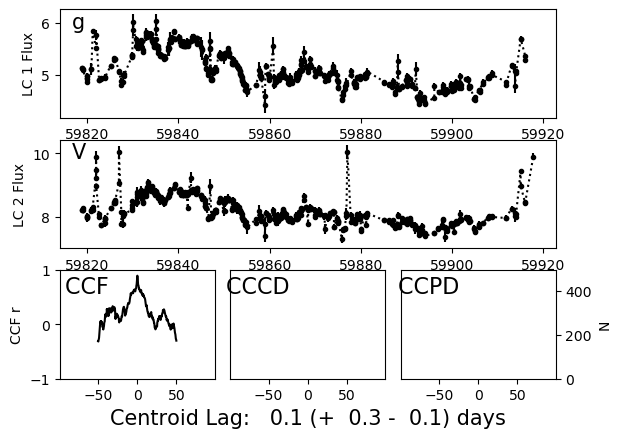 g
LC 1 Flux
6
5
59820 59840 59860 59880 59900 59920
V
LC 2 Flux
10
8
59820 59840 59860 59880 59900 59920
CCF CCCD CCPD
CCF r
1
0
−1
400
200
0
N
−50 0 50 −50 0 50 −50 0 50
Centroid Lag: 0.1 (+ 0.3 - 0.1) days